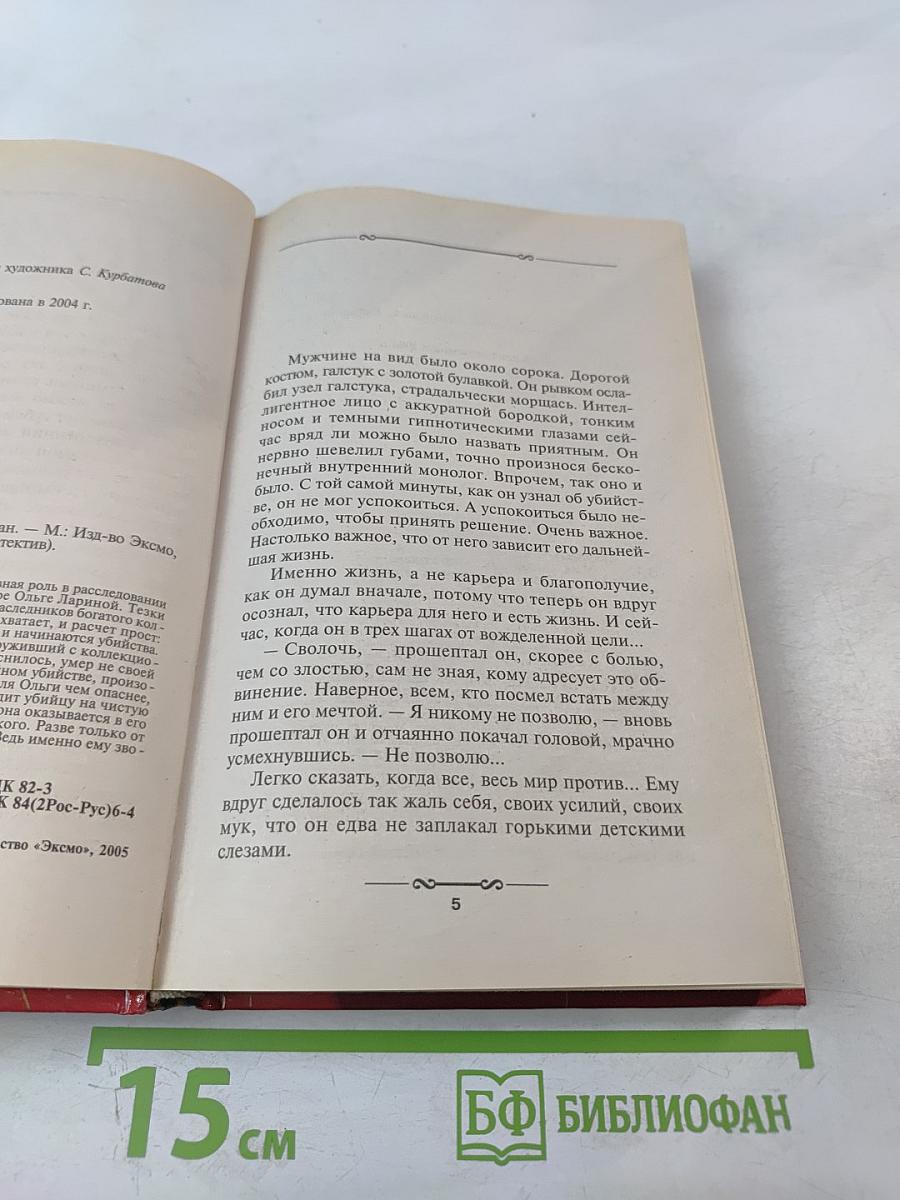 художника С. Курбатова
ована в 2004 г.
ан. — М.: Изд-во Эксмо,
тектив).
вная роль в расследовании
ре Ольге Лариной. Тезки
аследников богатого кол-
хватает, и расчет прост:
и начинаются убийства.
руживший с коллекцио-
снилось, умер не своей
ном убийстве, произо-
ля Ольги чем опаснее,
дит убийцу на чистую
она оказывается в его
кого. Разве только от
Ведь именно ему зво-
ДК 82-3
К 84(2Рос-Рус)6-4
ство «Эксмо», 2005
Мужчине на вид было около сорока. Дорогой
костюм, галстук с золотой булавкой. Он рывком осла-
бил узел галстука, страдальчески морщась. Интел-
лигентное лицо с аккуратной бородкой, тонким
носом и темными гипнотическими глазами сей-
час вряд ли можно было назвать приятным. Он
нервно шевелил губами, точно произнося беско-
нечный внутренний монолог. Впрочем, так оно и
было. С той самой минуты, как он узнал об убийст-
ве, он не мог успокоиться. А успокоиться было не-
обходимо, чтобы принять решение. Очень важное.
Настолько важное, что от него зависит его дальней-
шая жизнь.
Именно жизнь, а не карьера и благополучие,
как он думал вначале, потому что теперь он вдруг
осознал, что карьера для него и есть жизнь. И сей-
час, когда он в трех шагах от вожделенной цели...
— Сволочь, — прошептал он, скорее с болью,
чем со злостью, сам не зная, кому адресует это об-
винение. Наверное, всем, кто посмел встать между
ним и его мечтой. — Я никому не позволю, — вновь
прошептал он и отчаянно покачал головой, мрачно
усмехнувшись. — Не позволю...
Легко сказать, когда все, весь мир против... Ему
вдруг сделалось так жаль себя, своих усилий, своих
мук, что он едва не заплакал горькими детскими
слезами.
5
15 см
БФ БИБЛИОФАН